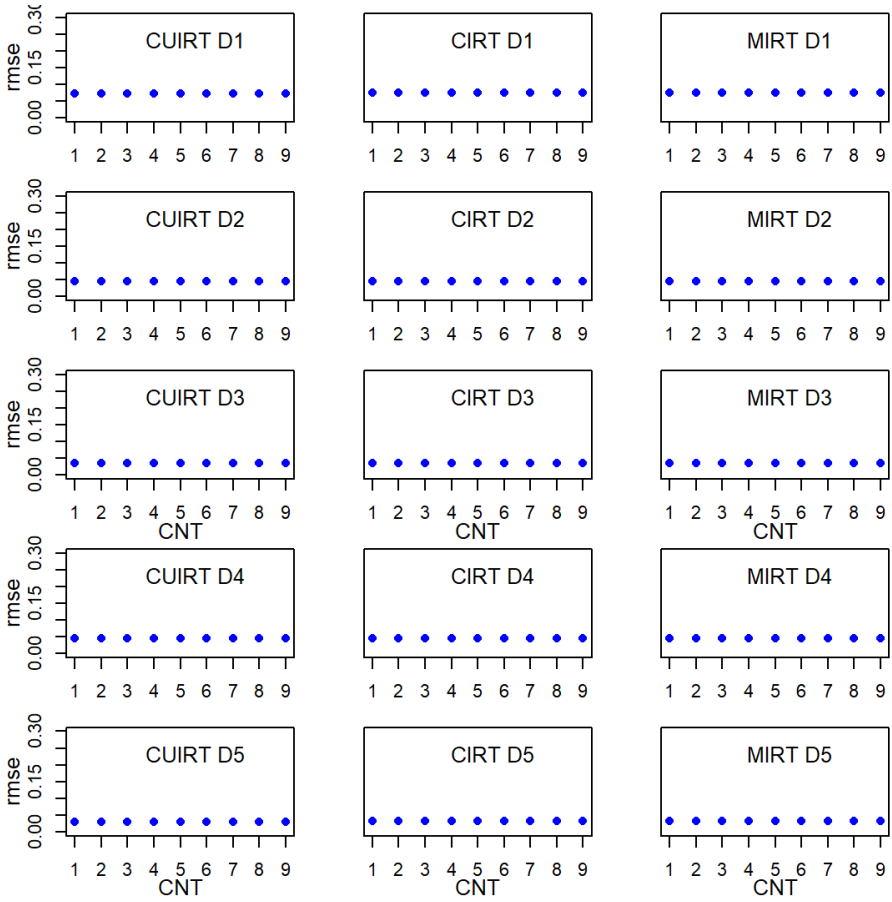 CUIRT D1 CIRT D1 MIRT D1
rmse
0.00 0.15 0.30
1 2 3 4 5 6 7 8 9 1 2 3 4 5 6 7 8 9 1 2 3 4 5 6 7 8 9
CUIRT D2 CIRT D2 MIRT D2
rmse
0.00 0.15 0.30
1 2 3 4 5 6 7 8 9 1 2 3 4 5 6 7 8 9 1 2 3 4 5 6 7 8 9
CUIRT D3 CIRT D3 MIRT D3
rmse
0.00 0.15 0.30
1 2 3 4 5 6 7 8 9 1 2 3 4 5 6 7 8 9 1 2 3 4 5 6 7 8 9
CNT CNT CNT
CUIRT D4 CIRT D4 MIRT D4
rmse
0.00 0.15 0.30
1 2 3 4 5 6 7 8 9 1 2 3 4 5 6 7 8 9 1 2 3 4 5 6 7 8 9
CUIRT D5 CIRT D5 MIRT D5
rmse
0.00 0.15 0.30
1 2 3 4 5 6 7 8 9 1 2 3 4 5 6 7 8 9 1 2 3 4 5 6 7 8 9
CNT CNT CNT